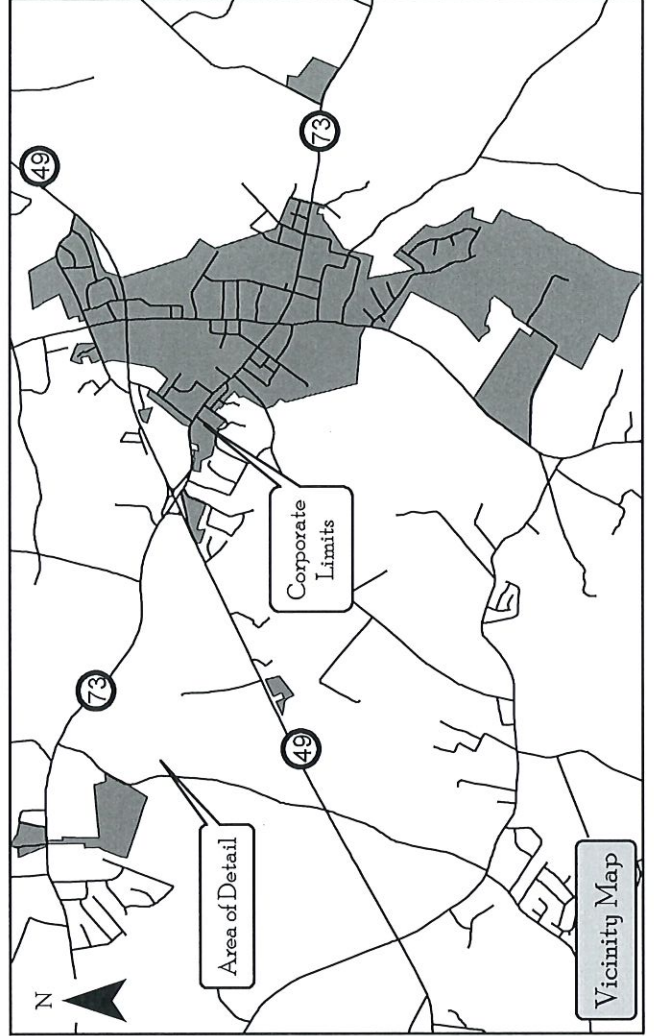 N
73
49
73
49
Corporate
Limits
Area of Detail
Vicinity Map